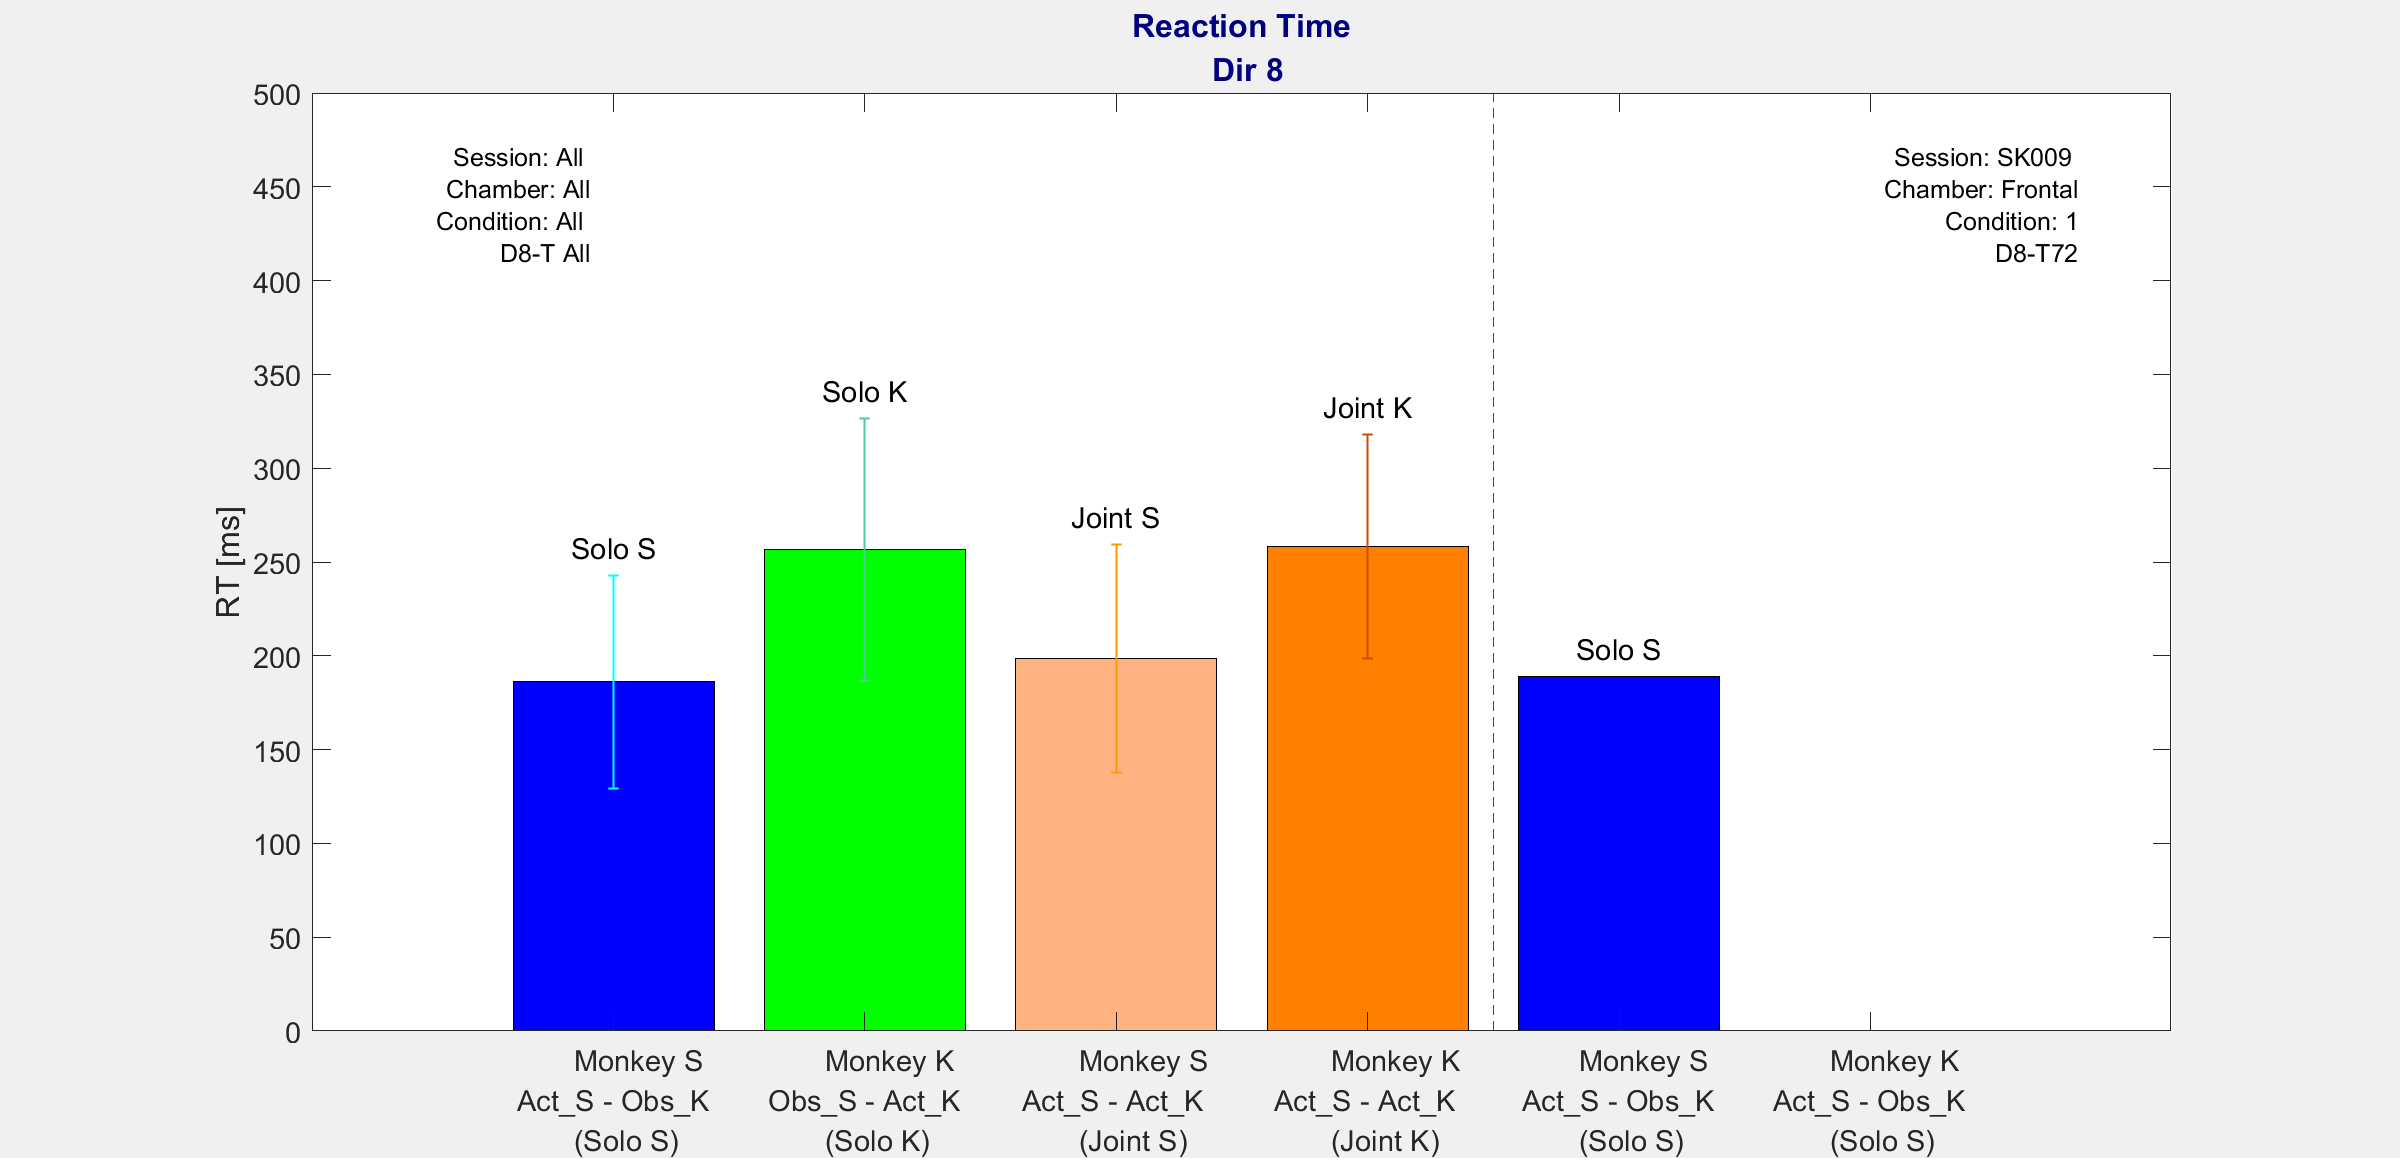 Reaction Time
Dir 8
500
450
400
350
300
250
200
150
100
50
0
RT [ms]
Session: All
Chamber: All
Condition: All
D8-T All
Session: SK009
Chamber: Frontal
Condition: 1
D8-T72
Solo S
Solo K
Joint S
Joint K
Solo S
Monkey S
Act_S - Obs_K
(Solo S)
Monkey K
Obs_S - Act_K
(Solo K)
Monkey S
Act_S - Act_K
(Joint S)
Monkey K
Act_S - Act_K
(Joint K)
Monkey S
Act_S - Obs_K
(Solo S)
Monkey K
Act_S - Obs_K
(Solo S)